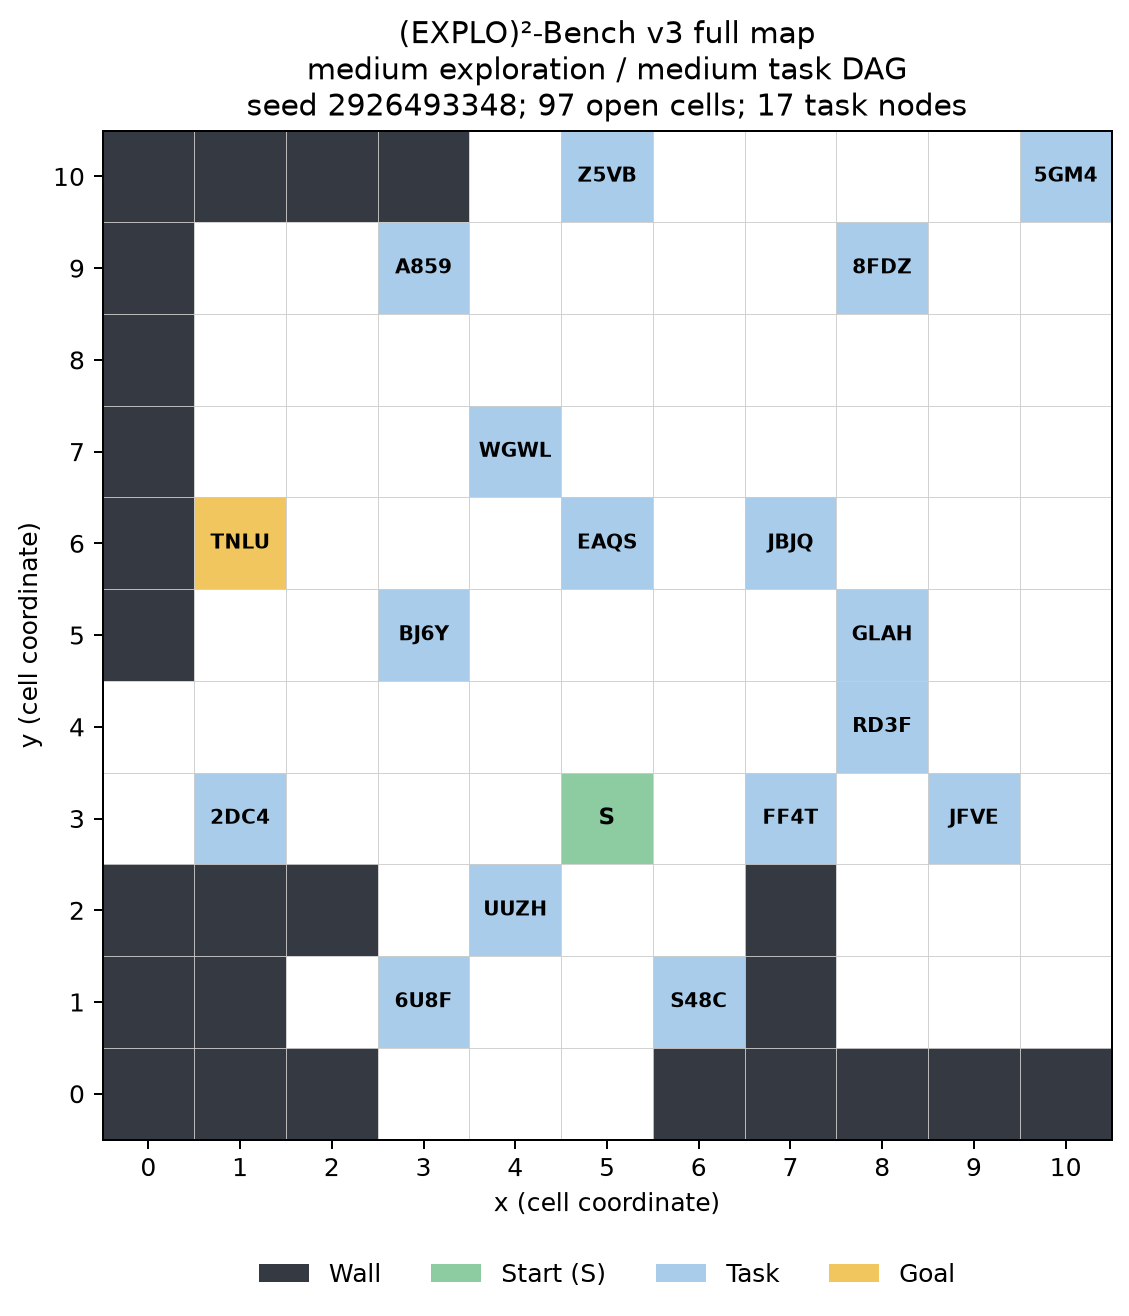 (EXPLO)²-Bench v3 full map
medium exploration / medium task DAG
seed 2926493348; 97 open cells; 17 task nodes
10 Z5VB 5GM4
9 A859 8FDZ
8
7 WGWL
6 TNLU EAQS JBJQ
5 BJ6Y GLAH
4 RD3F
3 2DC4 S FF4T JFVE
2 UUZH
1 6U8F S48C
0
0 1 2 3 4 5 6 7 8 9 10
y (cell coordinate)
x (cell coordinate)
Wall Start (S) Task Goal